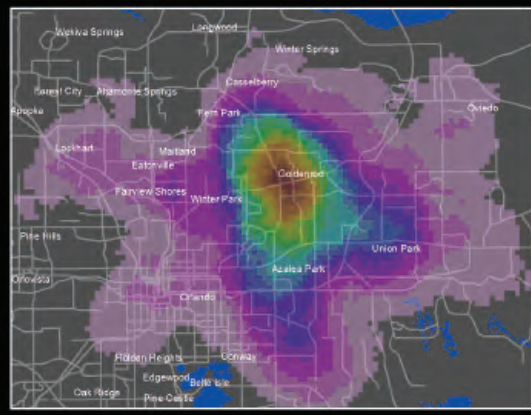 Wekiva Springs
Longwood
Winter Springs
Casselberry
Forest City
Altamonte Springs
Apopka
Fern Park
Oviedo
Lockhart
Maitland
Eatonville
Goldenrod
Fairview Shores
Winter Park
Pine Hills
Union Park
Azalea Park
Orlovista
Orlando
Holden Heights
Conway
Edgewood
Belle Isle
Oak Ridge
Pine Castle